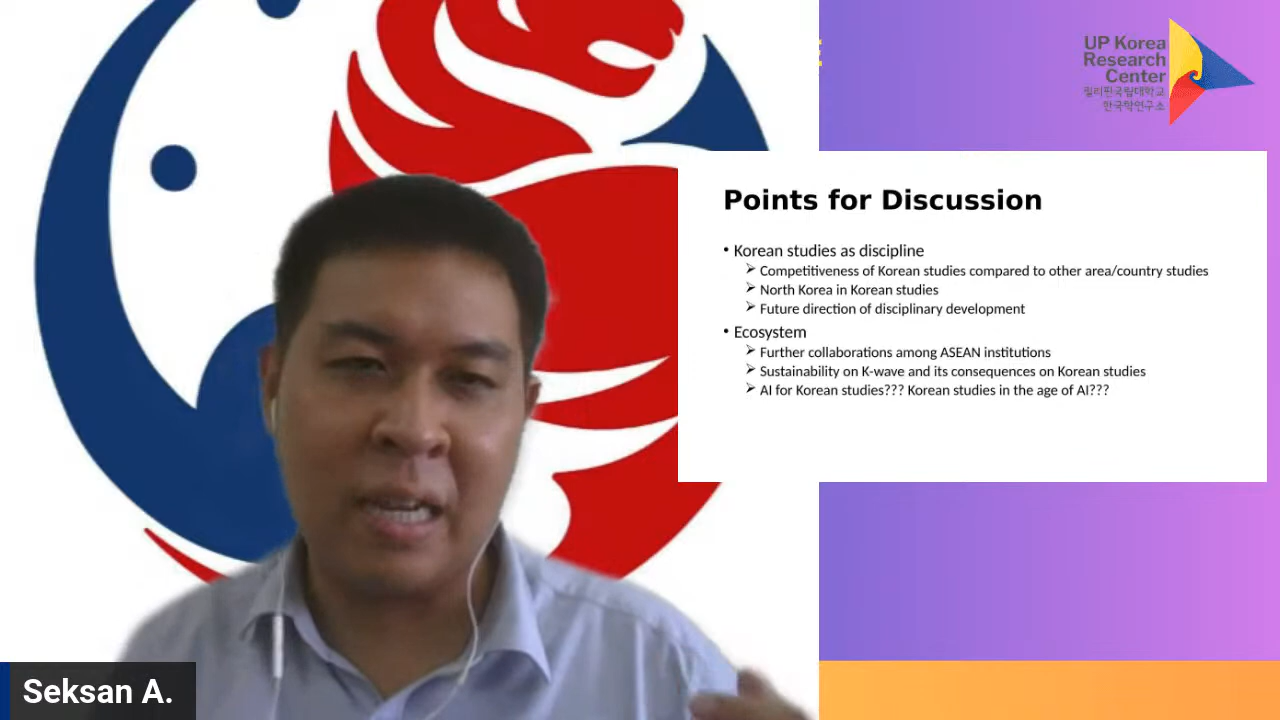 UP Korea
Research
Center
필리핀국립대학교
한국학연구소
Points for Discussion
• Korean studies as discipline
➢ Competitiveness of Korean studies compared to other area/country studies
➢ North Korea in Korean studies
➢ Future direction of disciplinary development
• Ecosystem
➢ Further collaborations among ASEAN institutions
➢ Sustainability on K-wave and its consequences on Korean studies
➢ AI for Korean studies??? Korean studies in the age of AI???
Seksan A.